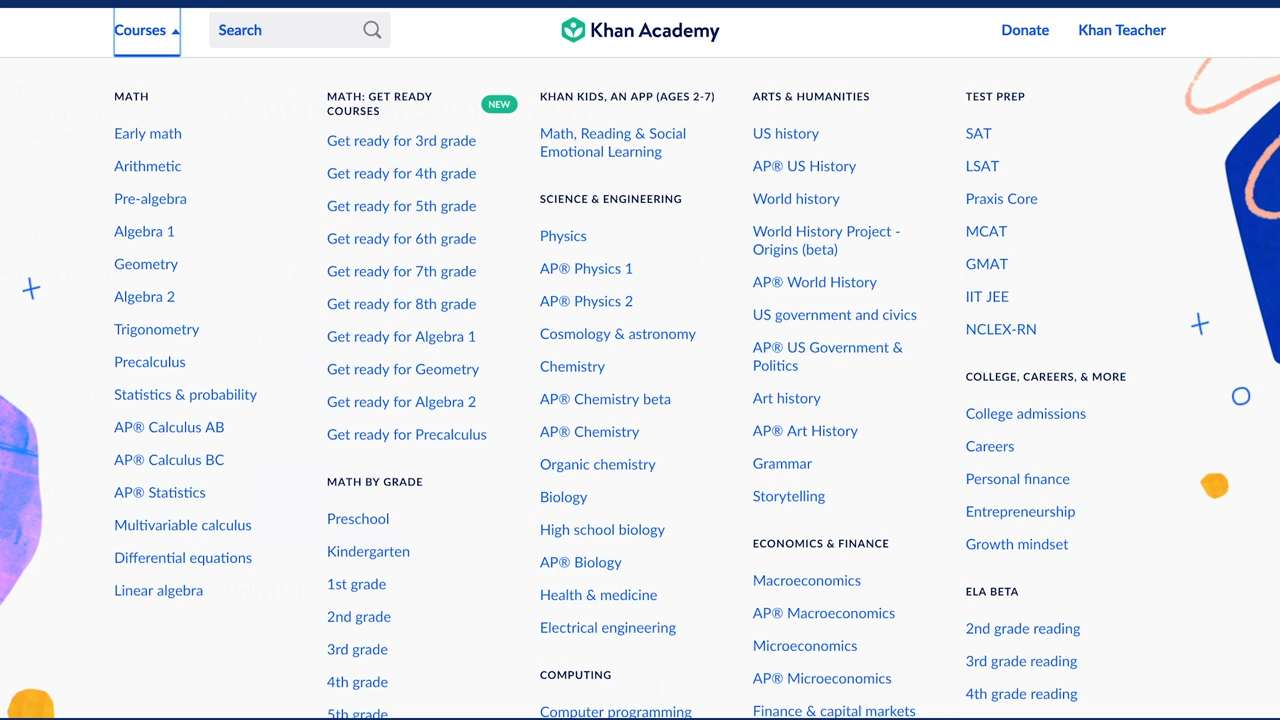 Courses
Search
Khan Academy
Donate
Khan Teacher
MATH
Early math
Arithmetic
Pre-algebra
Algebra 1
Geometry
Algebra 2
Trigonometry
Precalculus
Statistics & probability
AP® Calculus AB
AP® Calculus BC
AP® Statistics
Multivariable calculus
Differential equations
Linear algebra
MATH: GET READY
COURSES
NEW
Get ready for 3rd grade
Get ready for 4th grade
Get ready for 5th grade
Get ready for 6th grade
Get ready for 7th grade
Get ready for 8th grade
Get ready for Algebra 1
Get ready for Geometry
Get ready for Algebra 2
Get ready for Precalculus
MATH BY GRADE
Preschool
Kindergarten
1st grade
2nd grade
3rd grade
4th grade
5th grade
KHAN KIDS, AN APP (AGES 2-7)
Math, Reading & Social
Emotional Learning
SCIENCE & ENGINEERING
Physics
AP® Physics 1
AP® Physics 2
Cosmology & astronomy
Chemistry
AP® Chemistry beta
AP® Chemistry
Organic chemistry
Biology
High school biology
AP® Biology
Health & medicine
Electrical engineering
COMPUTING
Computer programming
ARTS & HUMANITIES
US history
AP® US History
World history
World History Project -
Origins (beta)
AP® World History
US government and civics
AP® US Government &
Politics
Art history
AP® Art History
Grammar
Storytelling
ECONOMICS & FINANCE
Macroeconomics
AP® Macroeconomics
Microeconomics
AP® Microeconomics
Finance & capital markets
TEST PREP
SAT
LSAT
Praxis Core
MCAT
GMAT
IIT JEE
NCLEX-RN
COLLEGE, CAREERS, & MORE
College admissions
Careers
Personal finance
Entrepreneurship
Growth mindset
ELA BETA
2nd grade reading
3rd grade reading
4th grade reading